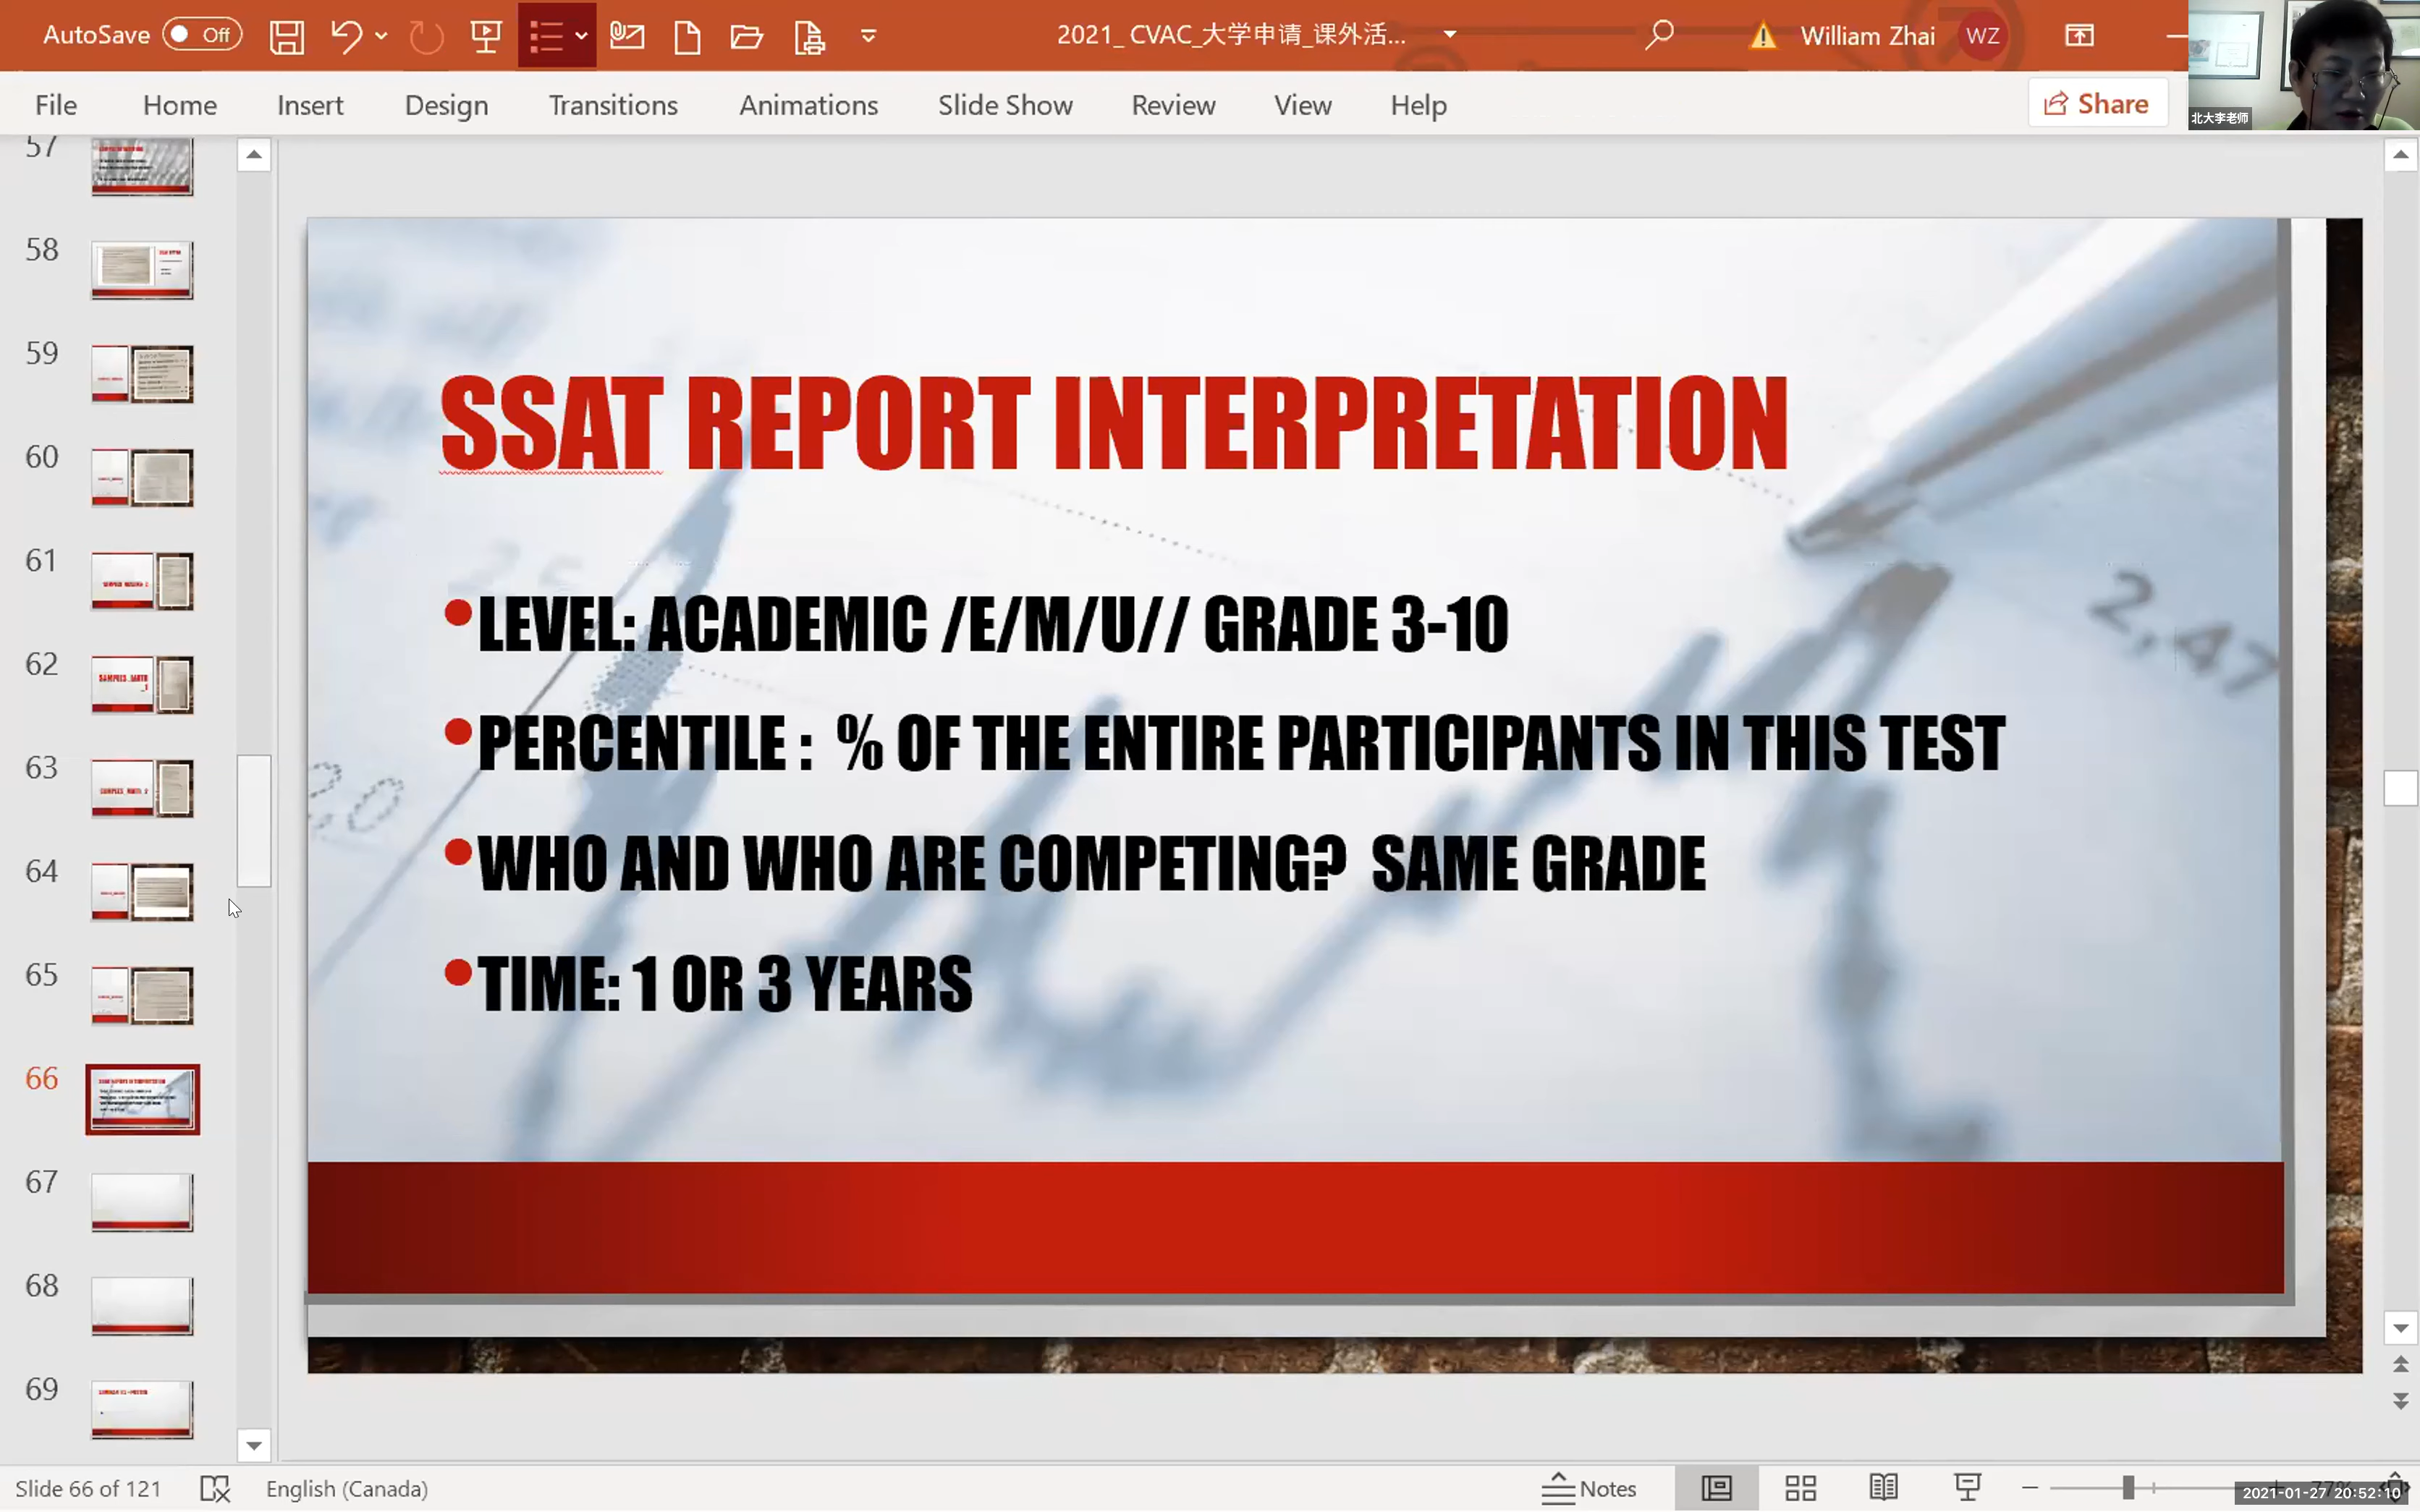 AutoSave Off
2021_ CVAC_大学申请_课外活...
William Zhai WZ
File Home Insert Design Transitions Animations Slide Show Review View Help
Share
北大李老师
57
58
59
60
61
62
63
64
65
66
67
68
69
SSAT REPORT INTERPRETATION
•LEVEL: ACADEMIC /E/M/U// GRADE 3-10
•PERCENTILE : % OF THE ENTIRE PARTICIPANTS IN THIS TEST
•WHO AND WHO ARE COMPETING? SAME GRADE
•TIME: 1 OR 3 YEARS
20
2,47
Slide 66 of 121
English (Canada)
Notes
77%
2021-01-27 20:52:10